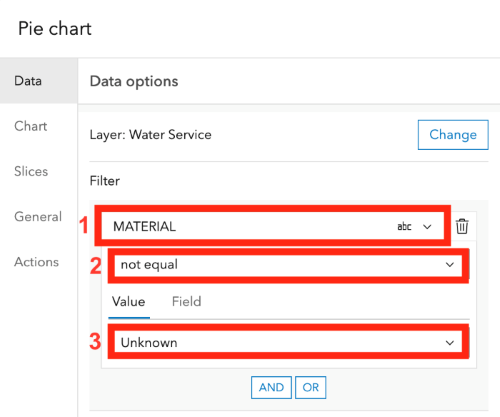 Pie chart
Data
Data options
Chart
Layer: Water Service
Change
Slices
Filter
General
1 MATERIAL abc
Actions
2 not equal
Value Field
3 Unknown
AND OR